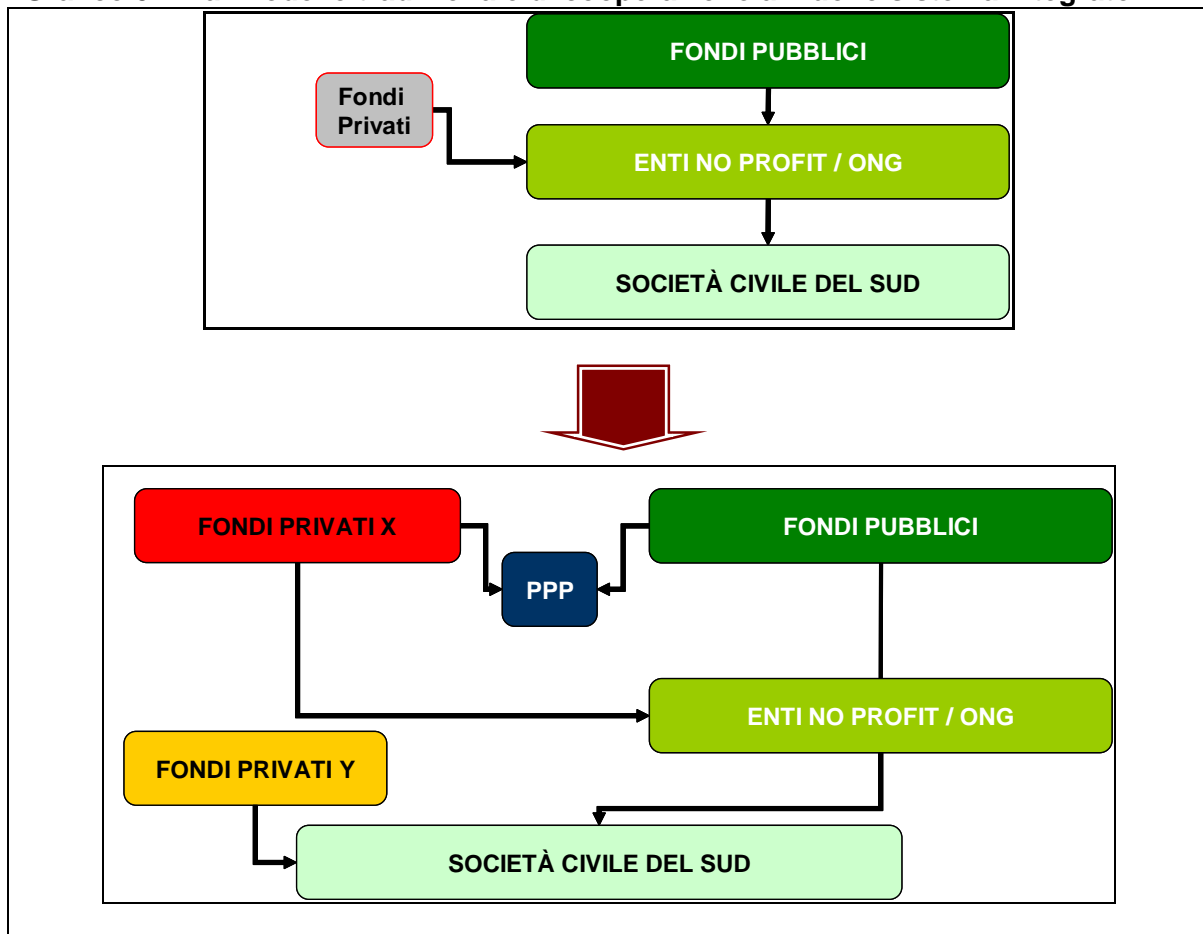 FONDI PUBBLICI
Fondi
Privati
ENTI NO PROFIT / ONG
SOCIETÀ CIVILE DEL SUD
FONDI PRIVATI X
FONDI PUBBLICI
PPP
ENTI NO PROFIT / ONG
FONDI PRIVATI Y
SOCIETÀ CIVILE DEL SUD